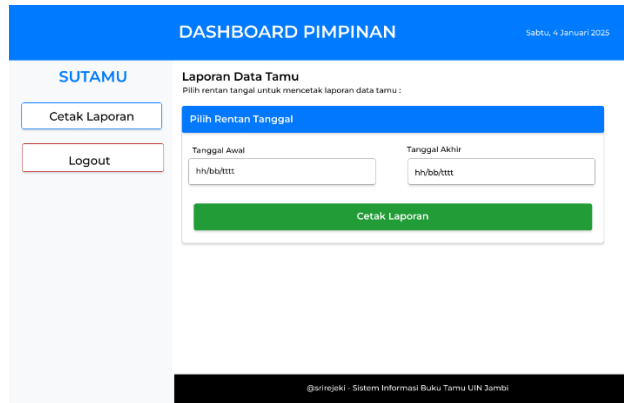 DASHBOARD PIMPINAN
Sabtu, 4 Januari 2025
SUTAMU
Cetak Laporan
Logout
Laporan Data Tamu
Pilih rentan tangal untuk mencetak laporan data tamu :
Pilih Rentan Tanggal
Tanggal Awal
Tanggal Akhir
hh/bb/tttt
hh/bb/tttt
Cetak Laporan
@srirejeki - Sistem Informasi Buku Tamu UIN Jambi